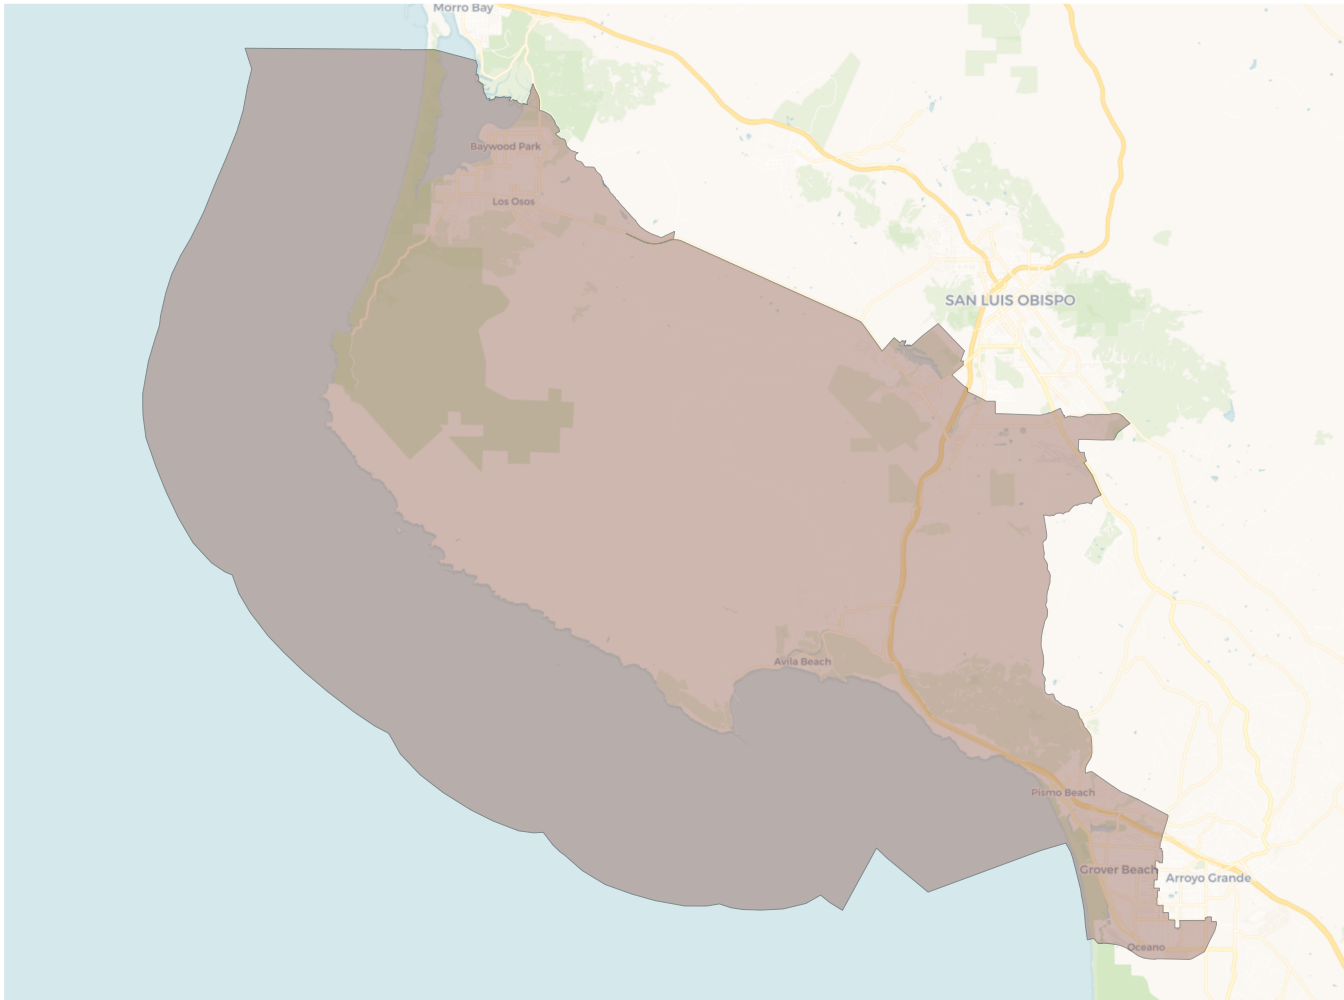 Morro Bay
Baywood Park
Los Osos
SAN LUIS OBISPO
Avila Beach
Pismo Beach
Grover Beach
Arroyo Grande
Oceano